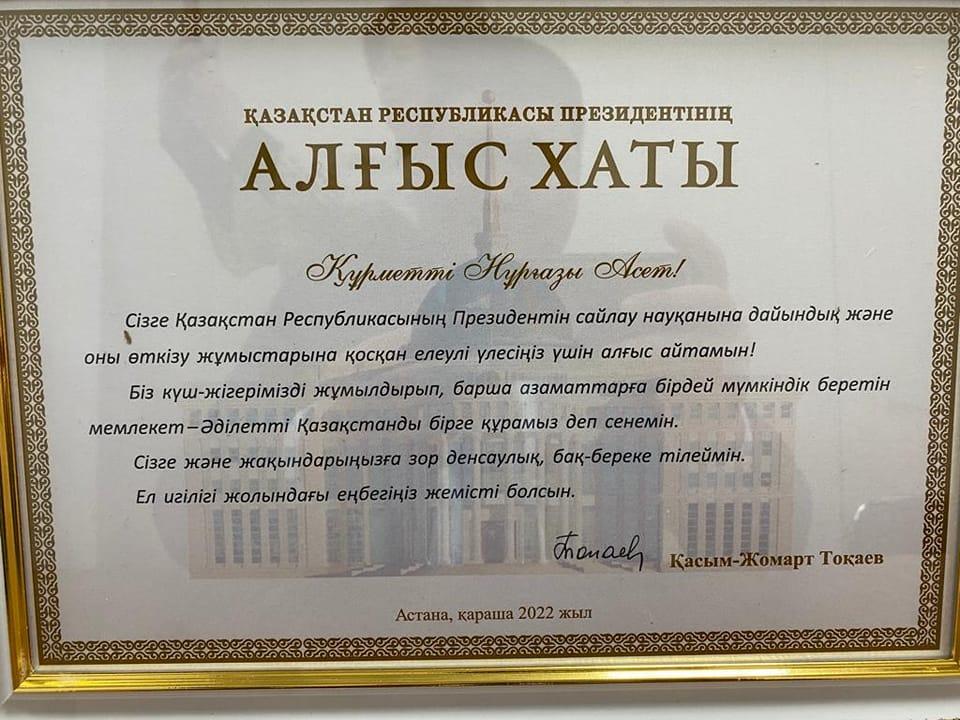 ҚАЗАҚСТАН РЕСПУБЛИКАСЫ ПРЕЗИДЕНТІНІҢ
АЛҒЫС ХАТЫ
Құрметті Нұрғазы Асет!
Сізге Қазақстан Республикасының Президентін сайлау науқанына дайындық және
оны өткізу жұмыстарына қосқан елеулі үлесіңіз үшін алғыс айтамын!
Біз күш-жігерімізді жұмылдырып, барша азаматтарға бірдей мүмкіндік беретін
мемлекет – Әділетті Қазақстанды бірге құрамыз деп сенемін.
Сізге және жақындарыңызға зор денсаулық, бақ-береке тілеймін.
Ел игілігі жолындағы еңбегіңіз жемісті болсын.
Тоқаев Қасым-Жомарт Тоқаев
Астана, қараша 2022 жыл